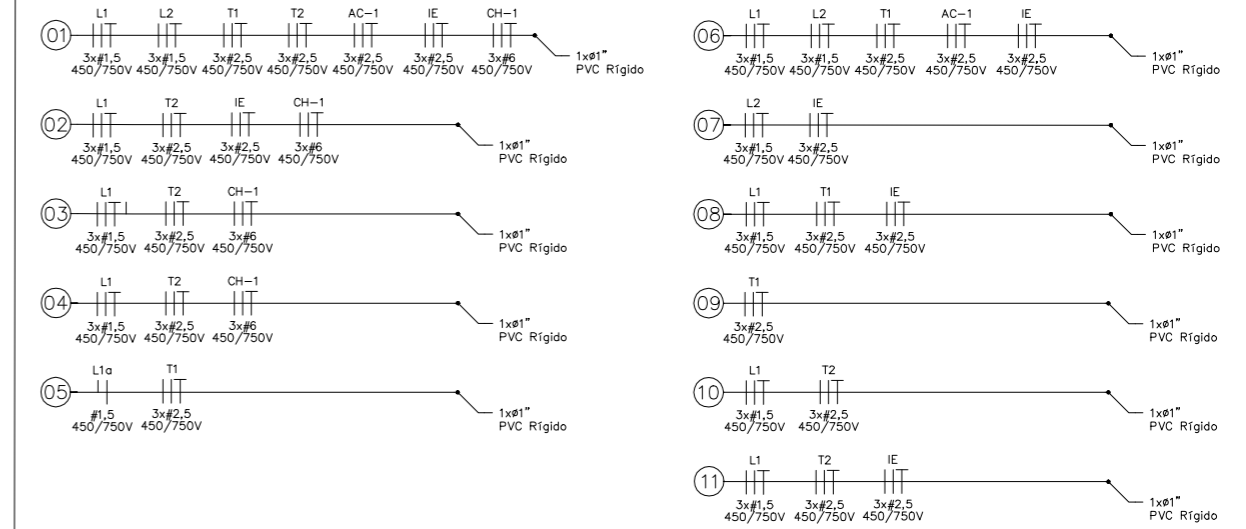 01 L1 L2 T1 T2 AC-1 IE CH-1
3x#1,5 3x#1,5 3x#2,5 3x#2,5 3x#2,5 3x#2,5 3x#6
450/750V 450/750V 450/750V 450/750V 450/750V 450/750V 450/750V
1xø1"
PVC Rígido
02 L1 T2 IE CH-1
3x#1,5 3x#2,5 3x#2,5 3x#6
450/750V 450/750V 450/750V 450/750V
1xø1"
PVC Rígido
03 L1 T2 CH-1
3x#1,5 3x#2,5 3x#6
450/750V 450/750V 450/750V
1xø1"
PVC Rígido
04 L1 T2 CH-1
3x#1,5 3x#2,5 3x#6
450/750V 450/750V 450/750V
1xø1"
PVC Rígido
05 L1a T1
#1,5 3x#2,5
450/750V 450/750V
1xø1"
PVC Rígido
06 L1 L2 T1 AC-1 IE
3x#1,5 3x#1,5 3x#2,5 3x#2,5 3x#2,5
450/750V 450/750V 450/750V 450/750V 450/750V
1xø1"
PVC Rígido
07 L2 IE
3x#1,5 3x#2,5
450/750V 450/750V
1xø1"
PVC Rígido
08 L1 T1 IE
3x#1,5 3x#2,5 3x#2,5
450/750V 450/750V 450/750V
1xø1"
PVC Rígido
09 T1
3x#2,5
450/750V
1xø1"
PVC Rígido
10 L1 T2
3x#1,5 3x#2,5
450/750V 450/750V
1xø1"
PVC Rígido
11 L1 T2 IE
3x#1,5 3x#2,5 3x#2,5
450/750V 450/750V 450/750V
1xø1"
PVC Rígido